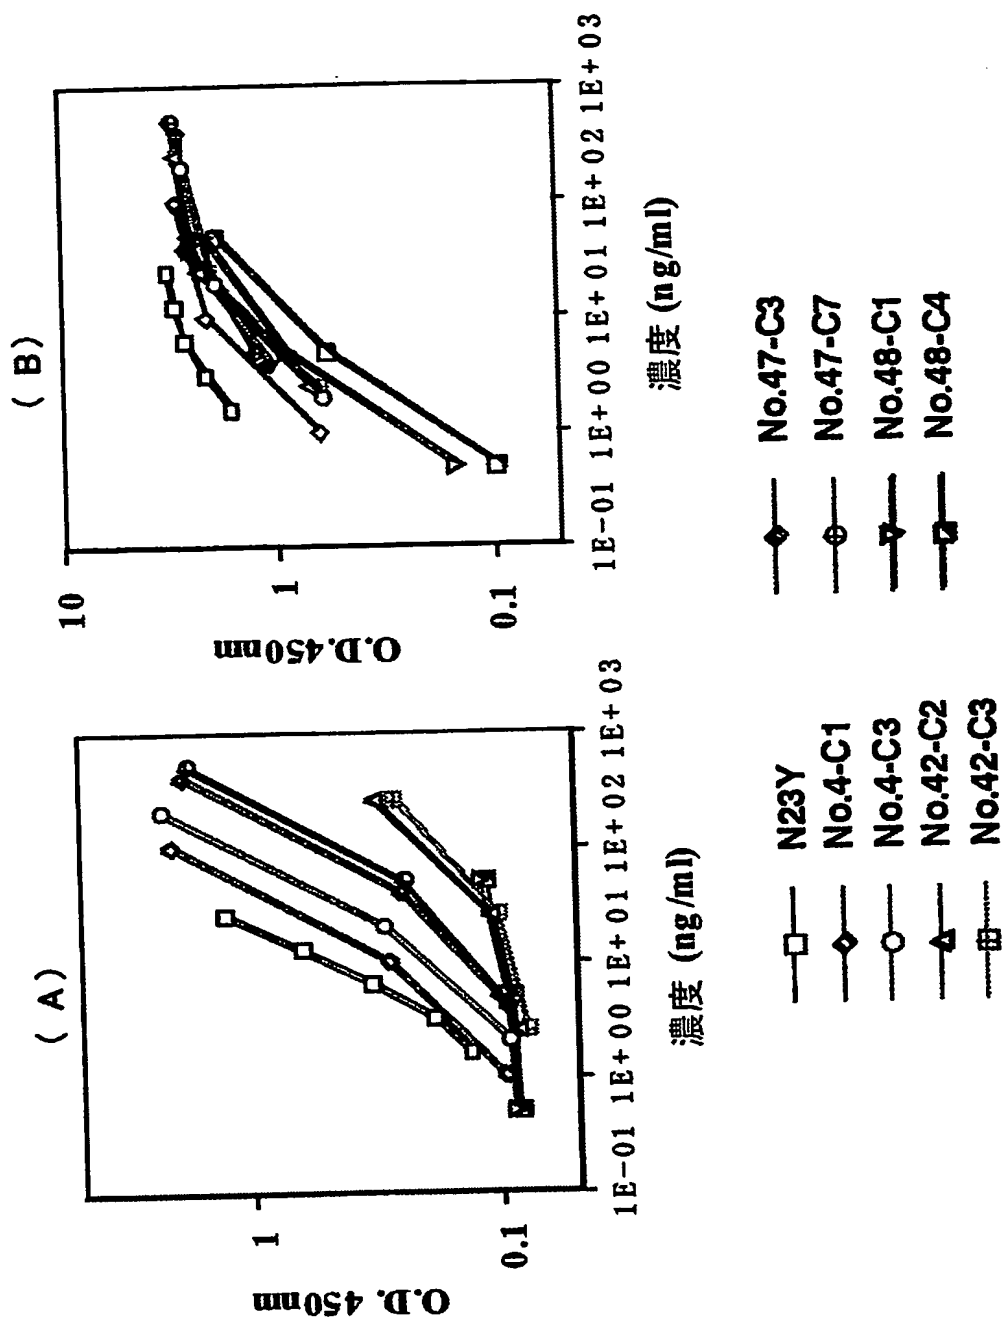 (A)
O.D. 450nm
1
0.1
1E-01 1E+00 1E+01 1E+02 1E+03
濃度 (ng/ml)
(B)
O.D.450nm
10
1
0.1
1E-01 1E+00 1E+01 1E+02 1E+03
濃度 (ng/ml)
N23Y
No.4-C1
No.4-C3
No.42-C2
No.42-C3
No.47-C3
No.47-C7
No.48-C1
No.48-C4